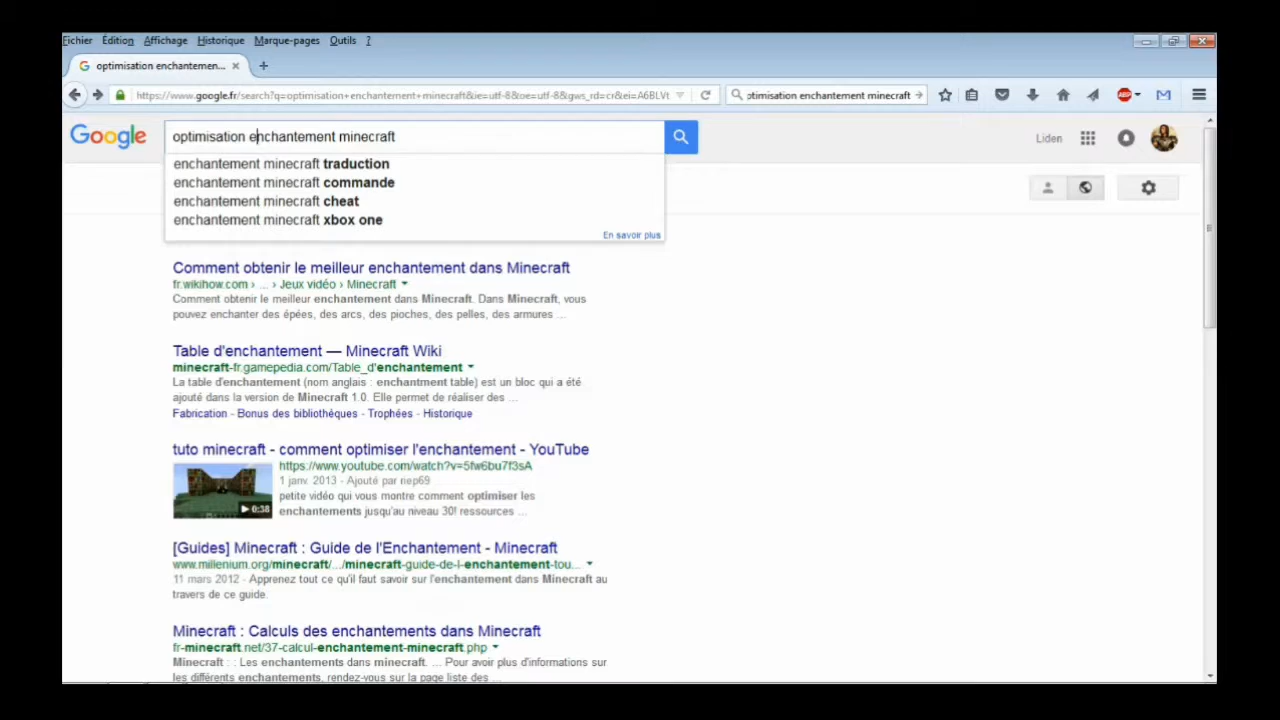 Fichier Édition Affichage Historique Marque-pages Outils ?
optimisation enchantemen...
https://www.google.fr/search?q=optimisation+enchantement+minecraft&ie=utf-8&oe=utf-8&gws_rd=cr&ei=A6BLVt
optimisation enchantement minecraft
Google
optimisation enchantement minecraft
Liden
enchantement minecraft traduction
enchantement minecraft commande
enchantement minecraft cheat
enchantement minecraft xbox one
En savoir plus
Comment obtenir le meilleur enchantement dans Minecraft
fr.wikihow.com › ... › Jeux vidéo › Minecraft
Comment obtenir le meilleur enchantement dans Minecraft. Dans Minecraft, vous
pouvez enchanter des épées, des arcs, des pioches, des pelles, des armures ...
Table d'enchantement — Minecraft Wiki
minecraft-fr.gamepedia.com/Table_d'enchantement
La table d'enchantement (nom anglais : enchantment table) est un bloc qui a été
ajouté dans la version de Minecraft 1.0. Elle permet de réaliser des ...
Fabrication - Bonus des bibliothèques - Trophées - Historique
tuto minecraft - comment optimiser l'enchantement - YouTube
https://www.youtube.com/watch?v=5fw6bu7f3sA
1 janv. 2013 - Ajouté par nep69
petite vidéo qui vous montre comment optimiser les
enchantements jusqu'au niveau 30! ressources ...
0:38
[Guides] Minecraft : Guide de l'Enchantement - Minecraft
www.millenium.org/minecraft/.../minecraft-guide-de-l-enchantement-tou...
11 mars 2012 - Apprenez tout ce qu'il faut savoir sur l'enchantement dans Minecraft au
travers de ce guide.
Minecraft : Calculs des enchantements dans Minecraft
fr-minecraft.net/37-calcul-enchantement-minecraft.php
Minecraft : : Les enchantements dans minecraft. ... Pour avoir plus d'informations sur
les différents enchantements, rendez-vous sur la page liste des ...